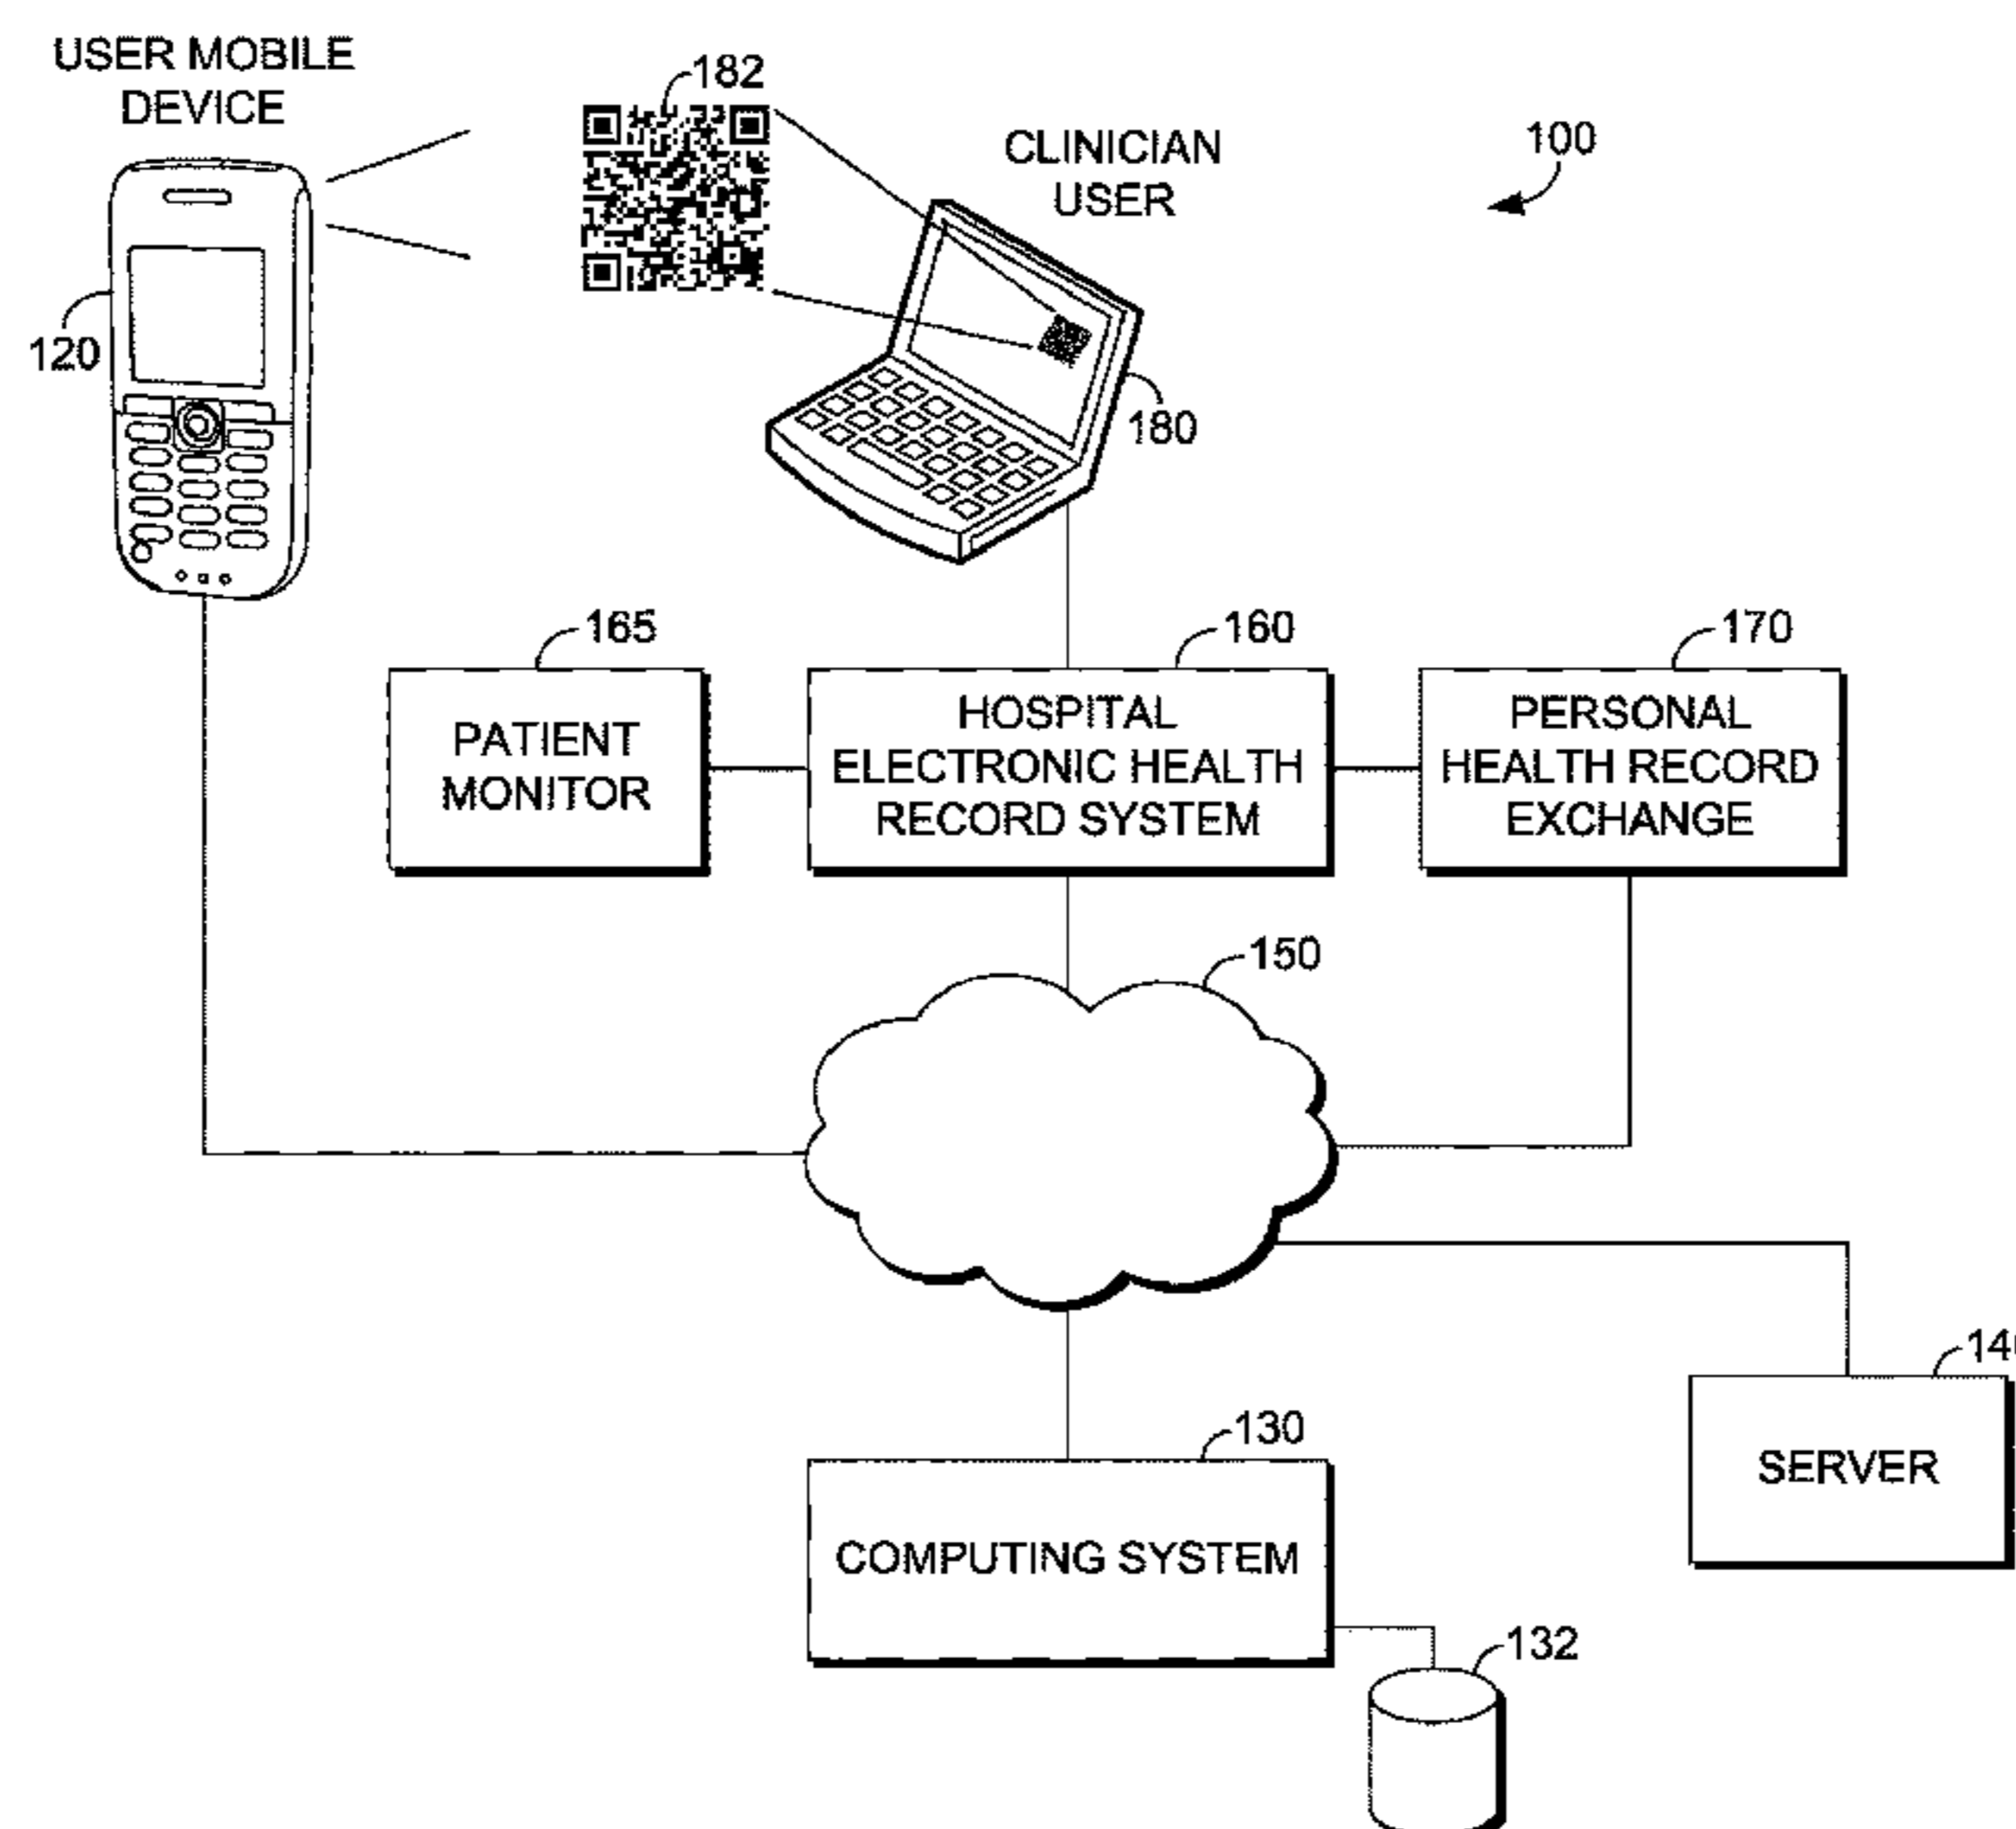 USER MOBILE
DEVICE
182
CLINICIAN
USER
100
120
180
165
160
170
PATIENT
MONITOR
HOSPITAL
ELECTRONIC HEALTH
RECORD SYSTEM
PERSONAL
HEALTH RECORD
EXCHANGE
150
130
COMPUTING SYSTEM
SERVER
132